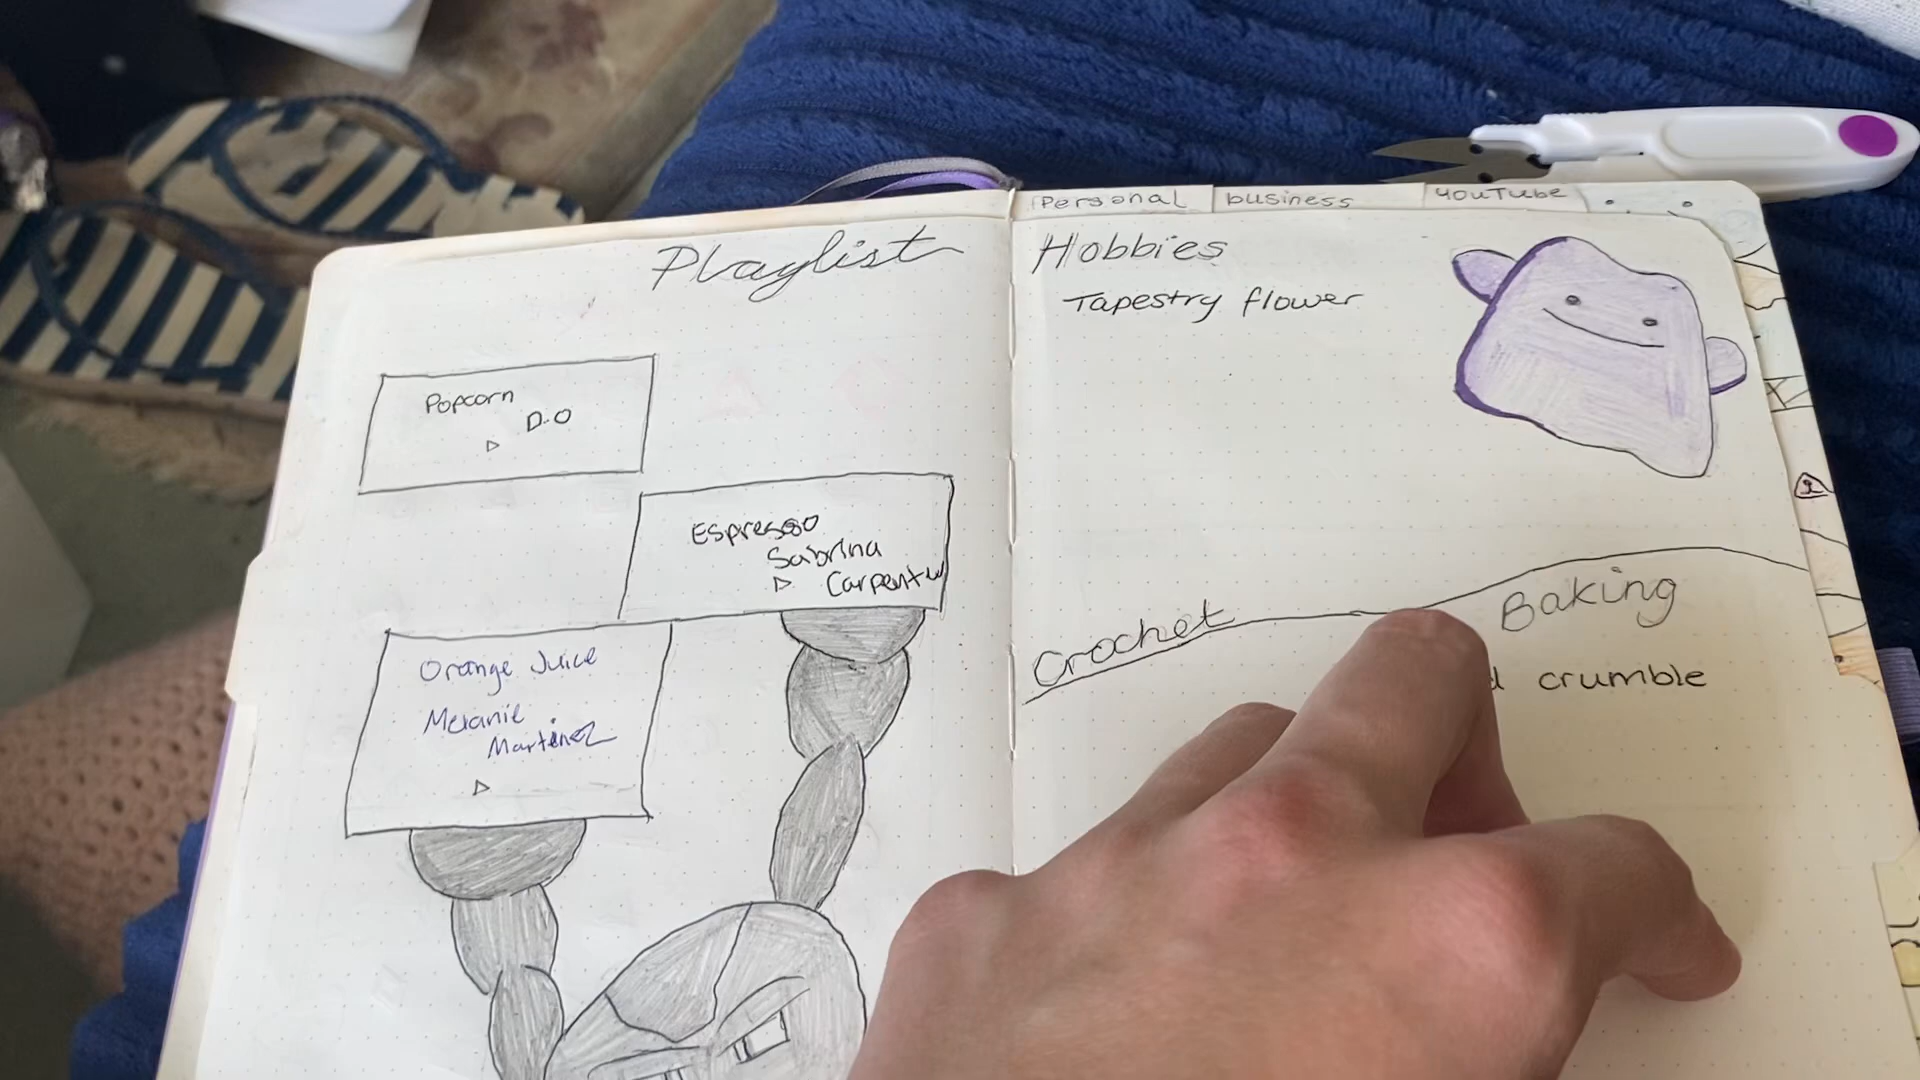 Personal business YouTube
Playlist
Popcorn
D.O
Espresso
Sabrina
Carpenter
Orange Juice
Melanie
Martinez
Hobbies
Tapestry flower
Crochet
Baking
crumble